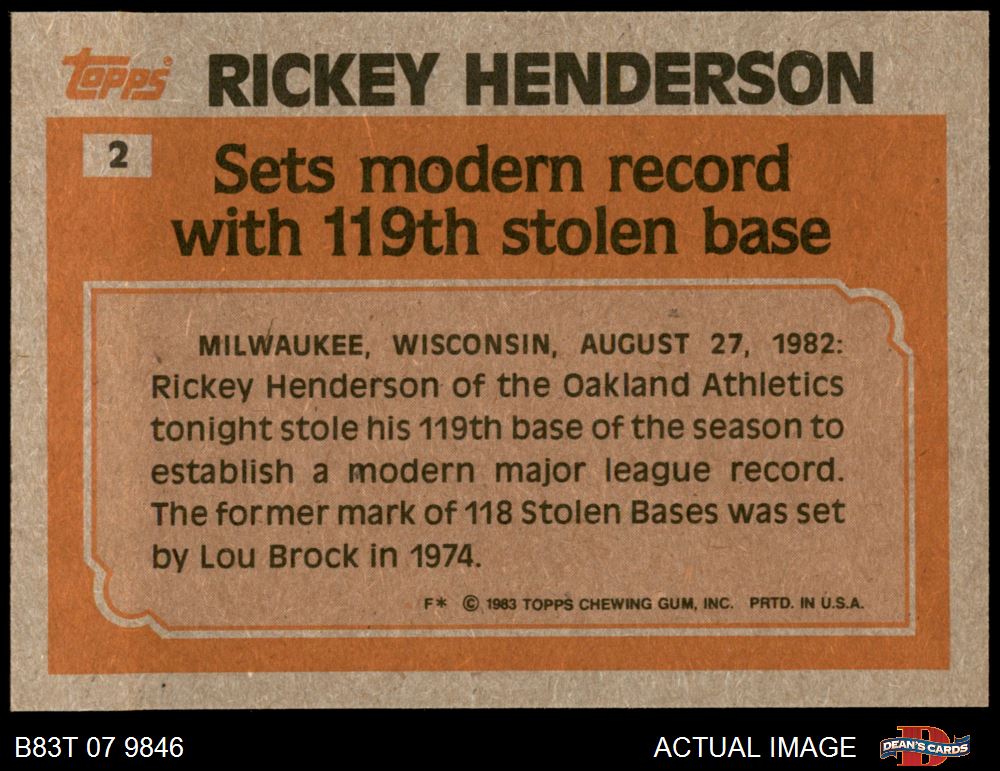 topps® RICKEY HENDERSON
2
Sets modern record
with 119th stolen base
MILWAUKEE, WISCONSIN, AUGUST 27, 1982:
Rickey Henderson of the Oakland Athletics
tonight stole his 119th base of the season to
establish a modern major league record.
The former mark of 118 Stolen Bases was set
by Lou Brock in 1974.
F* © 1983 TOPPS CHEWING GUM, INC. PRTD. IN U.S.A.
B83T 07 9846
ACTUAL IMAGE
D
DEAN'S CARDS